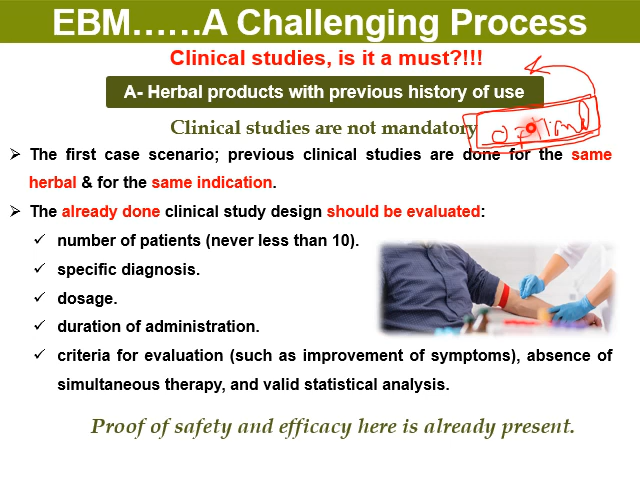 EBM……A Challenging Process
Clinical studies, is it a must?!!!
A- Herbal products with previous history of use
Clinical studies are not mandatory
optional
The first case scenario; previous clinical studies are done for the same
herbal & for the same indication.
The already done clinical study design should be evaluated:
number of patients (never less than 10).
specific diagnosis.
dosage.
duration of administration.
criteria for evaluation (such as improvement of symptoms), absence of
simultaneous therapy, and valid statistical analysis.
Proof of safety and efficacy here is already present.